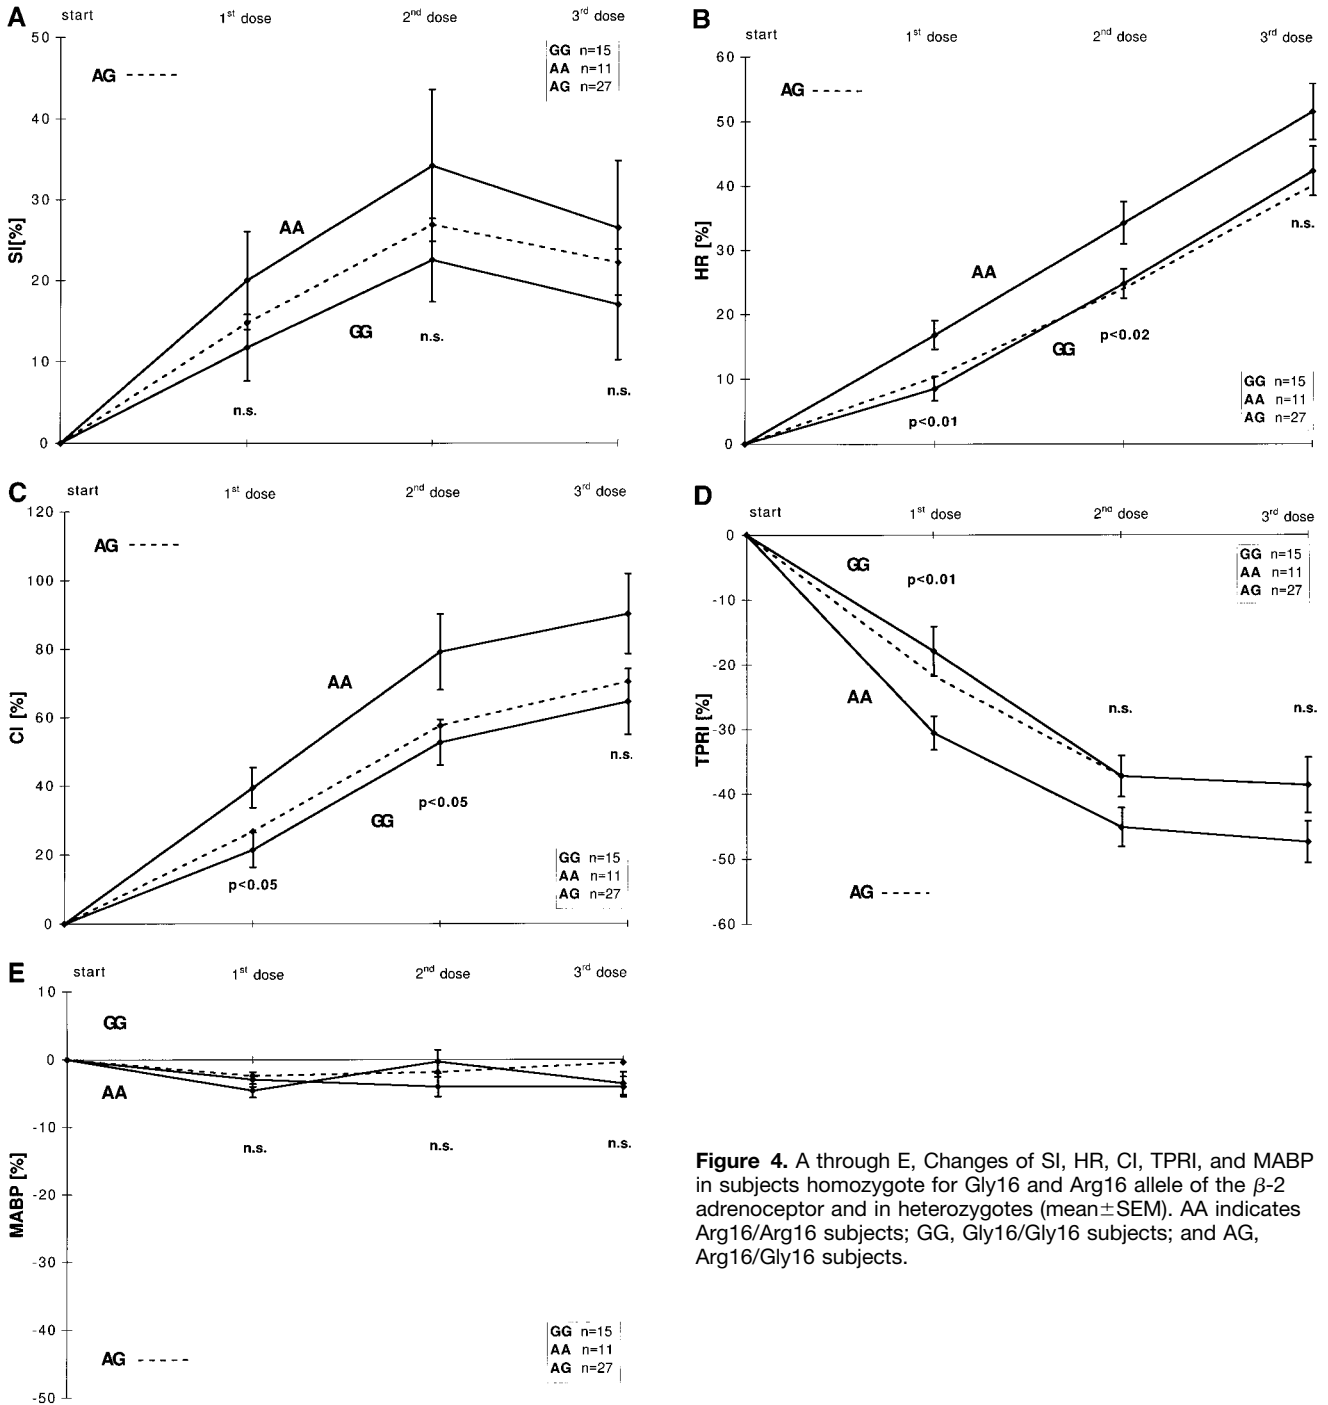 A
start 1st dose 2nd dose 3rd dose
50
GG n=15
AA n=11
AG n=27
AG
40
30
20
10
0
SI[%]
AA
GG
n.s.
n.s.
n.s.
B
start 1st dose 2nd dose 3rd dose
60
AG
50
40
30
20
10
0
HR [%]
AA
GG
n.s.
p<0.02
p<0.01
GG n=15
AA n=11
AG n=27
C
start 1st dose 2nd dose 3rd dose
120
AG
100
80
60
40
20
0
CI [%]
AA
GG
n.s.
p<0.05
p<0.05
GG n=15
AA n=11
AG n=27
D
start 1st dose 2nd dose 3rd dose
0
GG
p<0.01
GG n=15
AA n=11
AG n=27
-10
-20
-30
-40
-50
-60
TPRI [%]
AA
n.s.
n.s.
AG
E
start 1st dose 2nd dose 3rd dose
10
GG
0
AA
-10
-20
-30
-40
-50
MABP [%]
n.s.
n.s.
n.s.
AG
GG n=15
AA n=11
AG n=27
Figure 4. A through E, Changes of SI, HR, CI, TPRI, and MABP
in subjects homozygote for Gly16 and Arg16 allele of the β-2
adrenoceptor and in heterozygotes (mean±SEM). AA indicates
Arg16/Arg16 subjects; GG, Gly16/Gly16 subjects; and AG,
Arg16/Gly16 subjects.